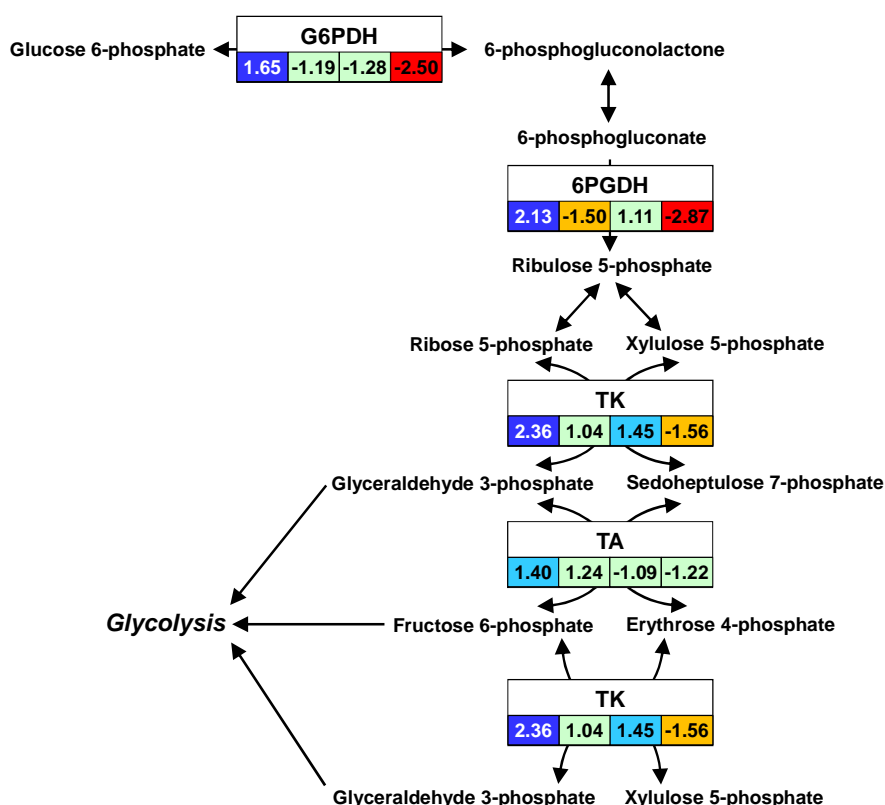 G6PDH
Glucose 6-phosphate
6-phosphogluconolactone
1.65 -1.19 -1.28 -2.50
6-phosphogluconate
6PGDH
2.13 -1.50 1.11 -2.87
Ribulose 5-phosphate
Ribose 5-phosphate
Xylulose 5-phosphate
TK
2.36 1.04 1.45 -1.56
Glyceraldehyde 3-phosphate
Sedoheptulose 7-phosphate
TA
1.40 1.24 -1.09 -1.22
Glycolysis
Fructose 6-phosphate
Erythrose 4-phosphate
TK
2.36 1.04 1.45 -1.56
Glyceraldehyde 3-phosphate
Xylulose 5-phosphate